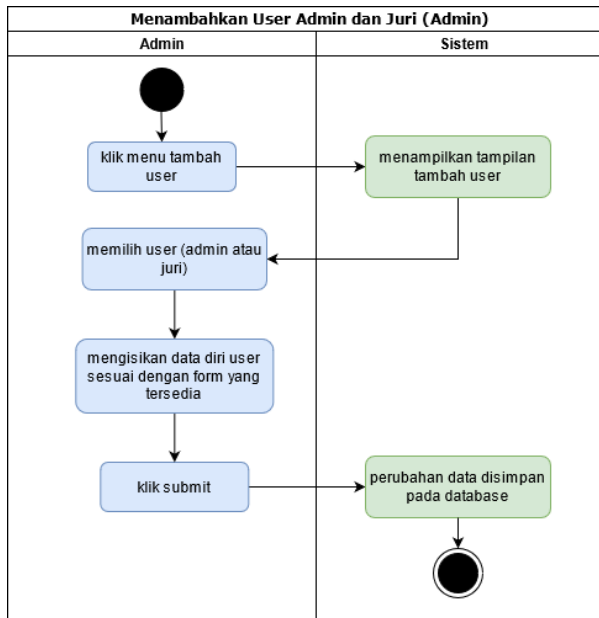 Menambahkan User Admin dan Juri (Admin)
Admin
Sistem
klik menu tambah
user
menampilkan tampilan
tambah user
memilih user (admin atau
juri)
mengisikan data diri user
sesuai dengan form yang
tersedia
klik submit
perubahan data disimpan
pada database